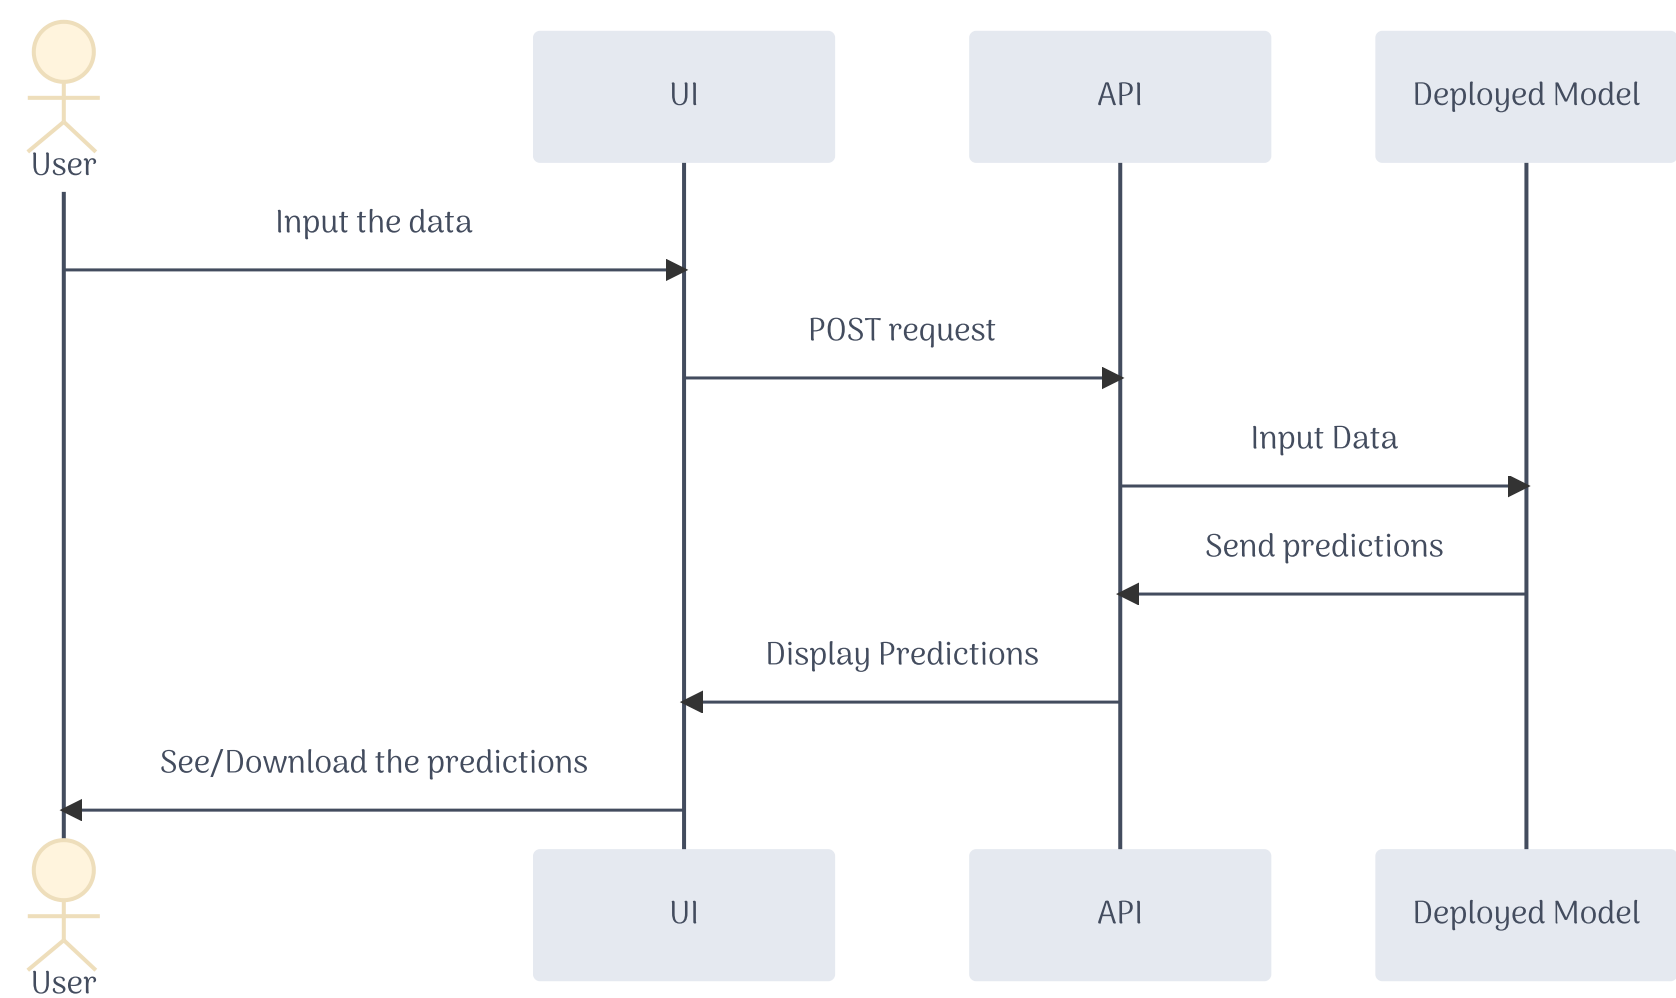 User
UI
API
Deployed Model
Input the data
POST request
Input Data
Send predictions
Display Predictions
See/Download the predictions
User
UI
API
Deployed Model